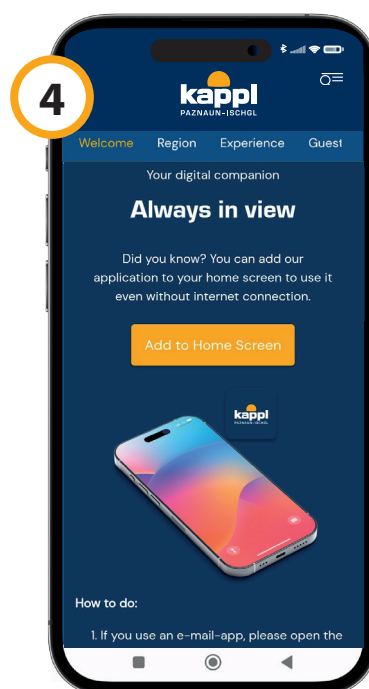 4
kappl
PAZNAUN-ISCHGL
Welcome Region Experience Guest
Your digital companion
Always in view
Did you know? You can add our
application to your home screen to use it
even without internet connection.
Add to Home Screen
kappl
PAZNAUN-ISCHGL
How to do:
1. If you use an e-mail-app, please open the